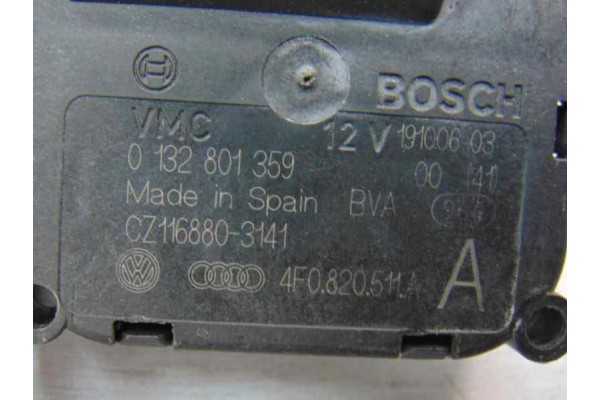 BOSCH
VMC 12 V 191006 03
0 132 801 359 00 141
Made in Spain BVA
CZ116880-3141
4F0.820.511.A A